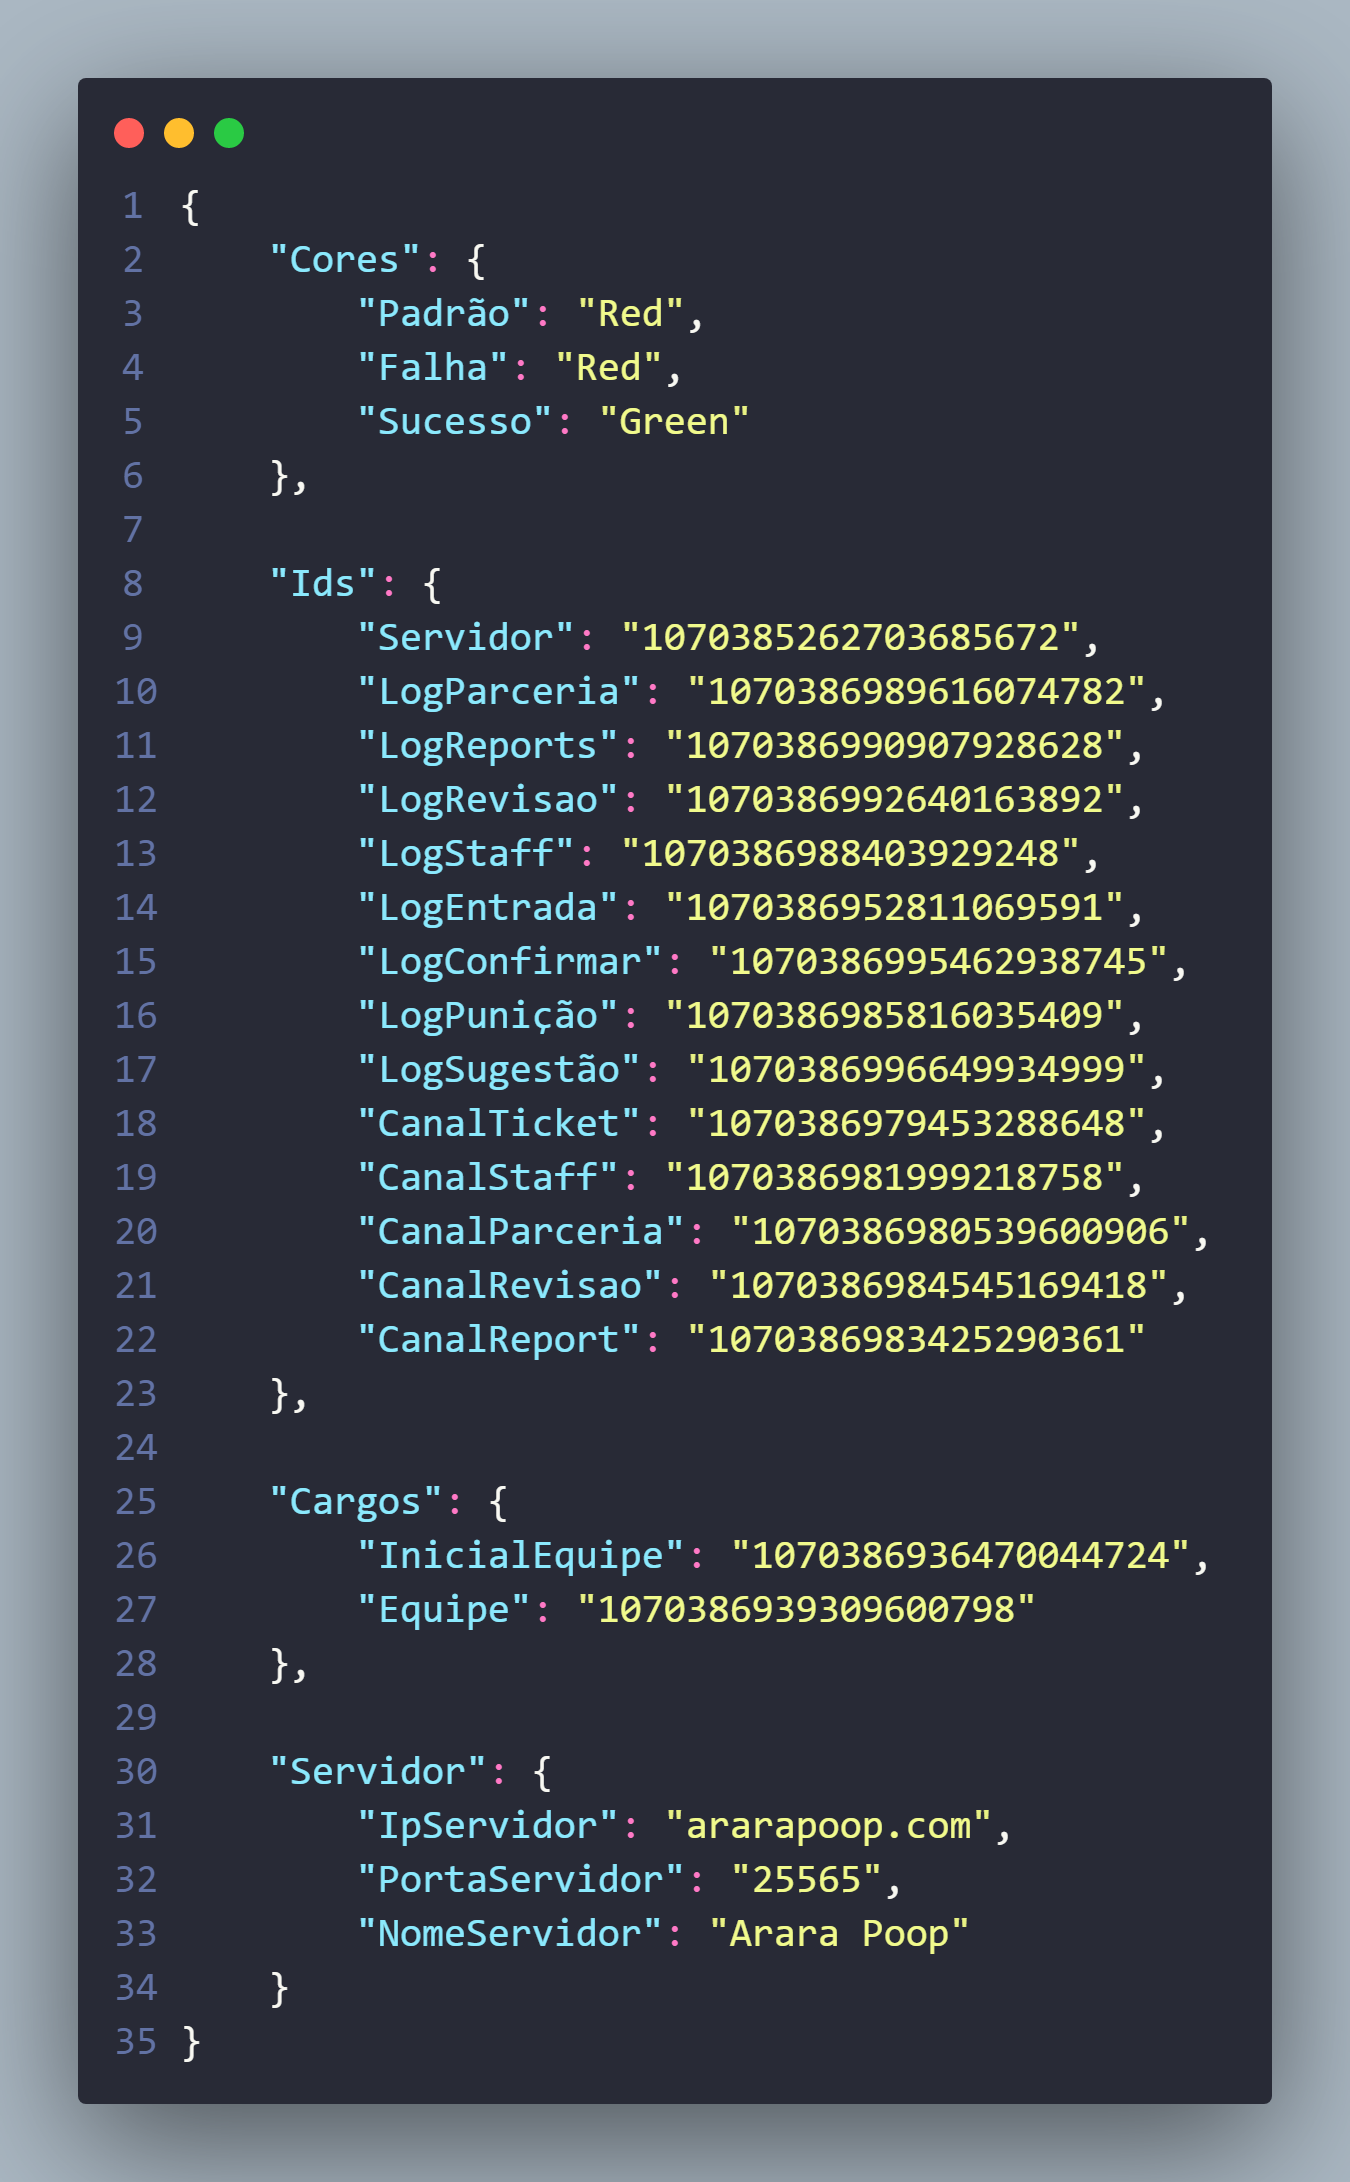 1 {
2     "Cores": {
3         "Padrão": "Red",
4         "Falha": "Red",
5         "Sucesso": "Green"
6     },
7
8     "Ids": {
9         "Servidor": "1070385262703685672",
10         "LogParceria": "1070386989616074782",
11         "LogReports": "1070386990907928628",
12         "LogRevisao": "1070386992640163892",
13         "LogStaff": "1070386988403929248",
14         "LogEntrada": "1070386952811069591",
15         "LogConfirmar": "1070386995462938745",
16         "LogPunição": "1070386985816035409",
17         "LogSugestão": "1070386996649934999",
18         "CanalTicket": "1070386979453288648",
19         "CanalStaff": "1070386981999218758",
20         "CanalParceria": "1070386980539600906",
21         "CanalRevisao": "1070386984545169418",
22         "CanalReport": "1070386983425290361"
23     },
24
25     "Cargos": {
26         "InicialEquipe": "1070386936470044724",
27         "Equipe": "1070386939309600798"
28     },
29
30     "Servidor": {
31         "IpServidor": "ararapoop.com",
32         "PortaServidor": "25565",
33         "NomeServidor": "Arara Poop"
34     }
35 }